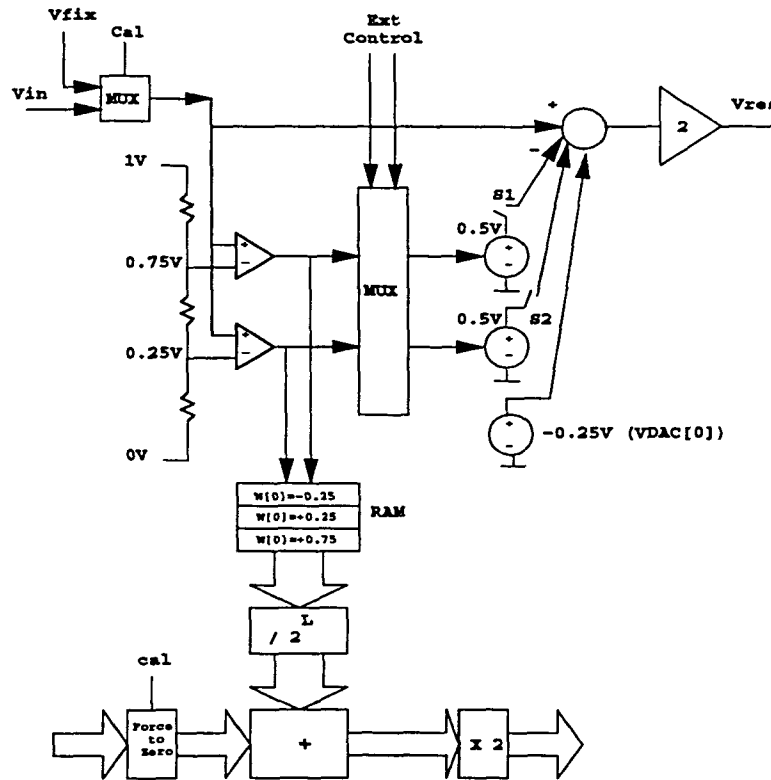 Vfix
Cal
Ext
Control
Vin
MUX
+
2
Vres
-
1V
S1
0.5V
+
-
0.75V
+
-
MUX
0.5V
S2
+
-
0.25V
+
-
+
-
-0.25V (VDAC[0])
0V
W[0]=-0.25
RAM
W[0]=+0.25
W[0]=+0.75
L
/ 2
cal
Force
to
Zero
+
X 2